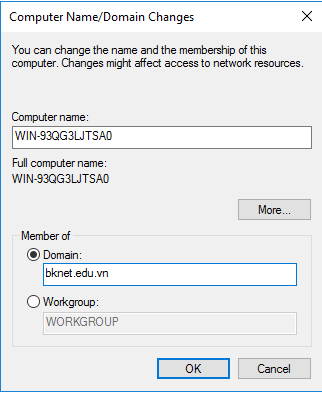 Computer Name/Domain Changes
You can change the name and the membership of this
computer. Changes might affect access to network resources.
Computer name:
WIN-93QG3LJTSA0
Full computer name:
WIN-93QG3LJTSA0
More...
Member of
Domain:
bknet.edu.vn
Workgroup:
WORKGROUP
OK
Cancel